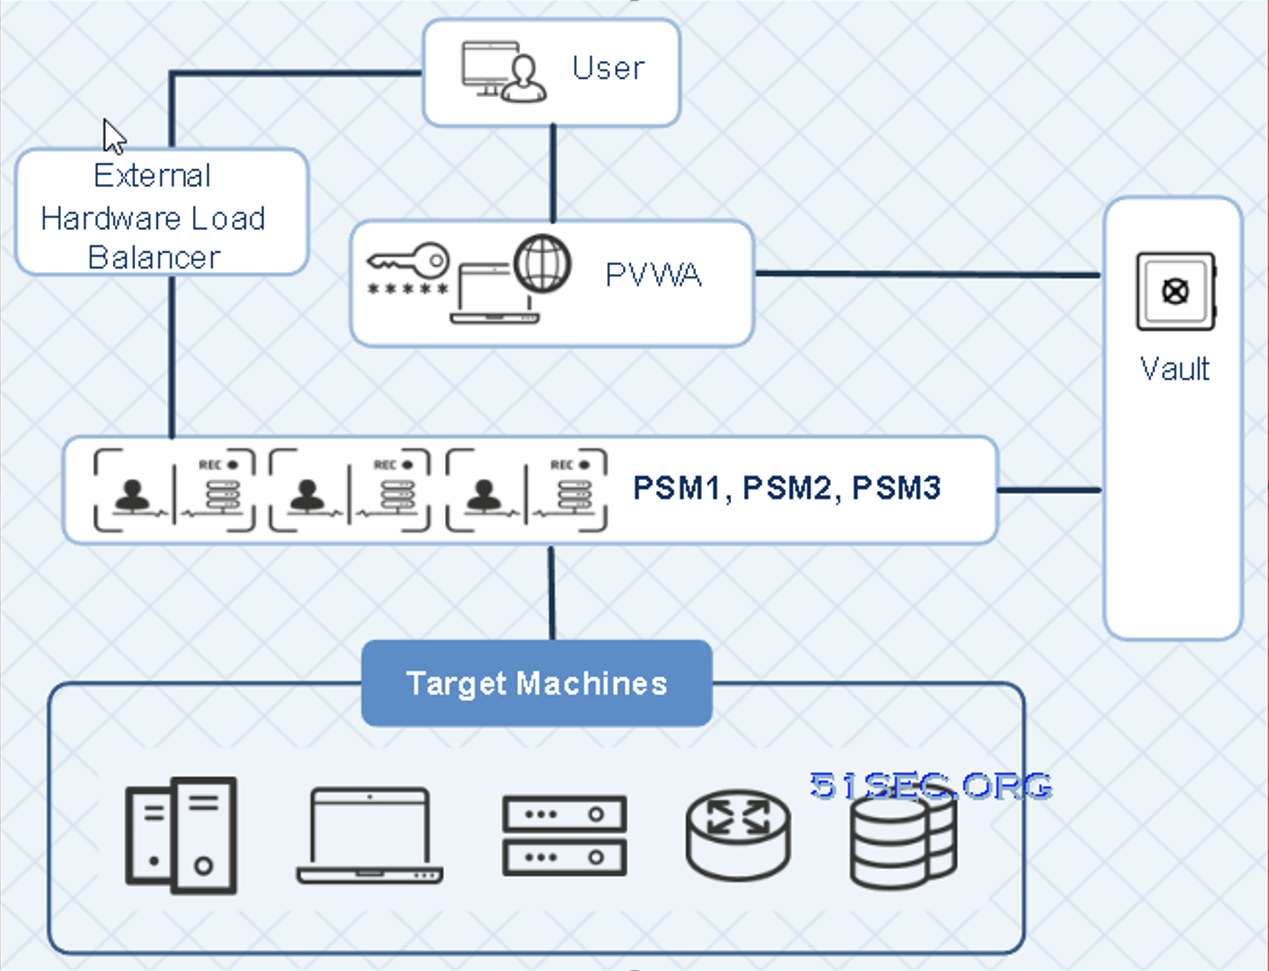 User
External
Hardware Load
Balancer
*****
PVWA
Vault
REC
REC
REC
PSM1, PSM2, PSM3
Target Machines
51SEC.ORG